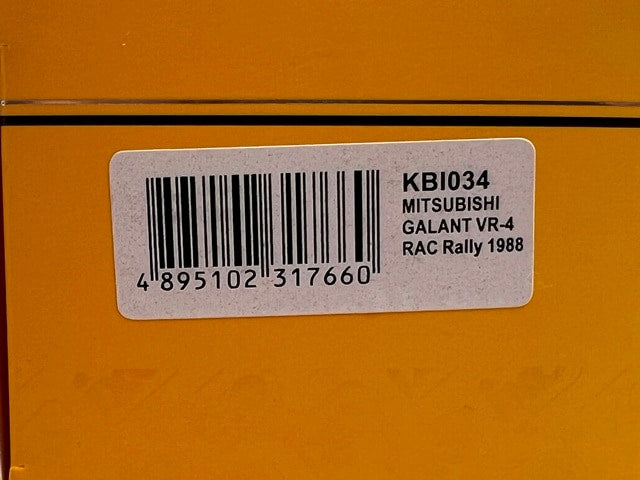 KBI034
MITSUBISHI
GALANT VR-4
RAC Rally 1988
4 895102 317660